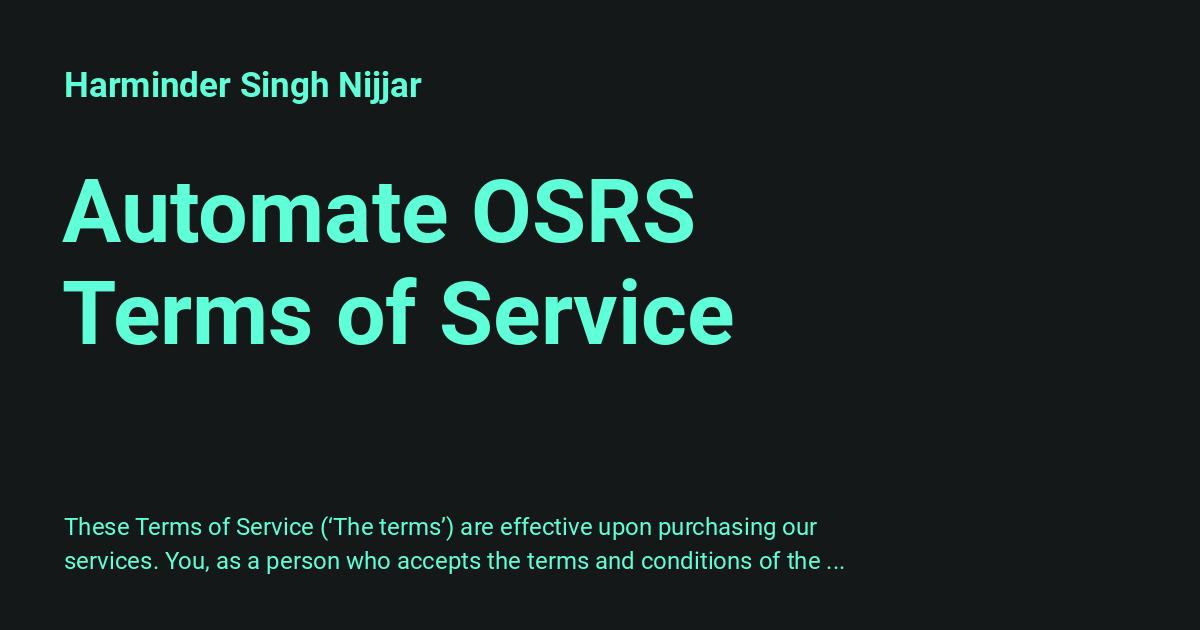 Harminder Singh Nijjar
Automate OSRS
Terms of Service
These Terms of Service (‘The terms’) are effective upon purchasing our
services. You, as a person who accepts the terms and conditions of the ...